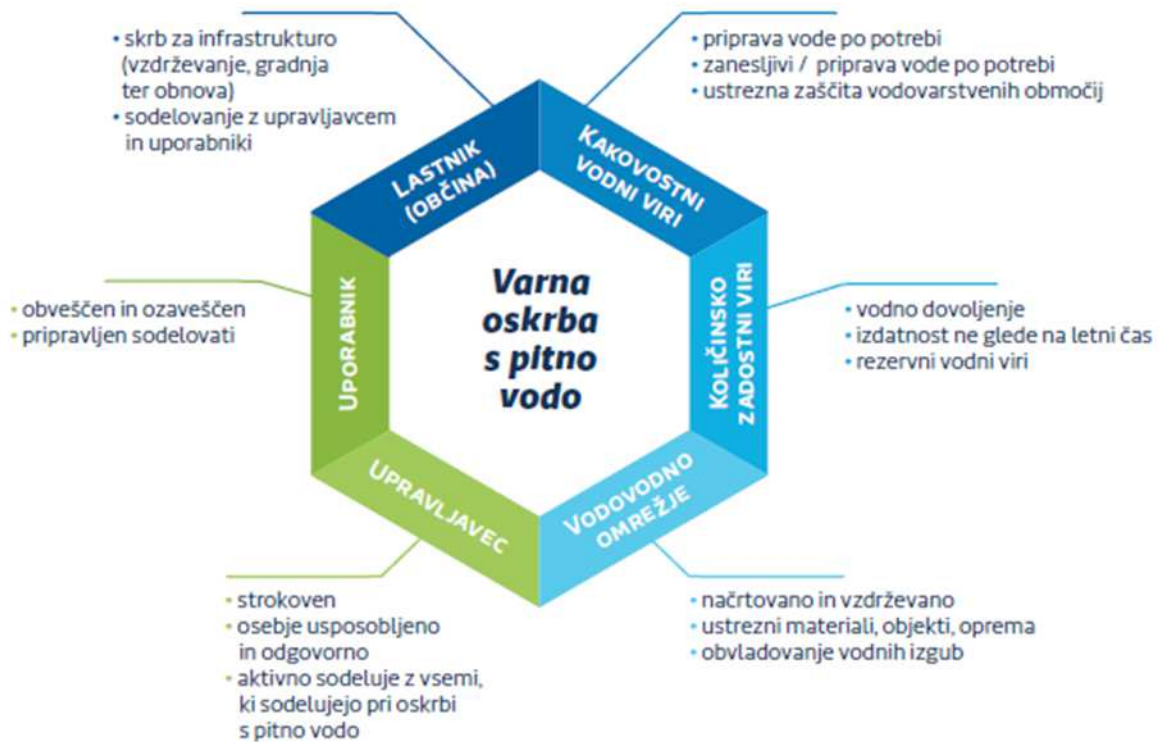 • skrb za infrastrukturo
(vzdrževanje, gradnja
ter obnova)
• sodelovanje z upravljavcem
in uporabniki
• priprava vode po potrebi
• zanesljivi / priprava vode po potrebi
• ustrezna zaščita vodovarstvenih območij
LASTNIK
(OBČINA)
KAKOVOSTNI
VODNI VIRI
UPORABNIK
• obveščen in ozaveščen
• pripravljen sodelovati
Varna
oskrba
s pitno
vodo
KOLIČINSKO
ZADOSTNI VIRI
• vodno dovoljenje
• izdatnost ne glede na letni čas
• rezervni vodni viri
UPRAVLJAVEC
VODOVODNO
OMREŽJE
• strokoven
• osebje usposobljeno
in odgovorno
• aktivno sodeluje z vsemi,
ki sodelujejo pri oskrbi
s pitno vodo
• načrtovano in vzdrževano
• ustrezni materiali, objekti, oprema
• obvladovanje vodnih izgub